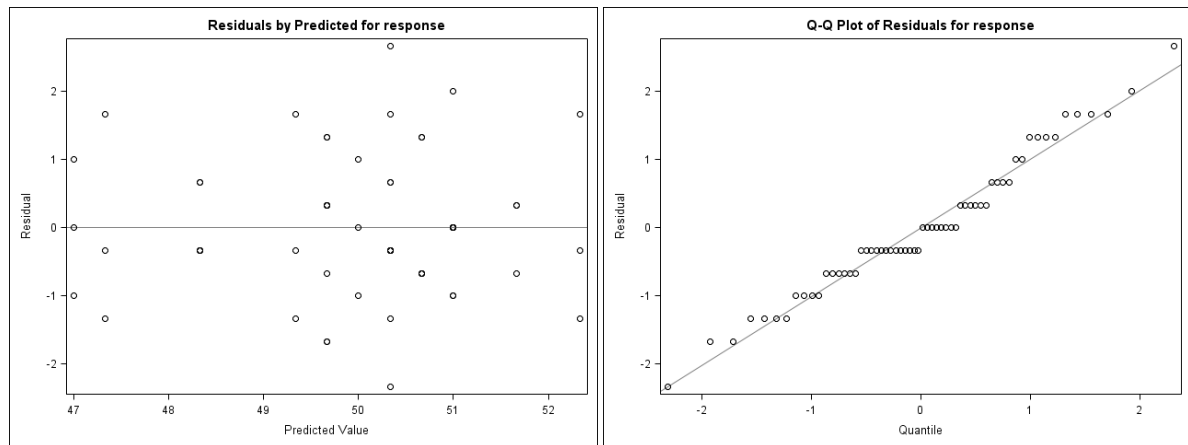 Residuals by Predicted for response
2
1
0
-1
-2
Residual
47 48 49 50 51 52
Predicted Value
Q-Q Plot of Residuals for response
2
1
0
-1
-2
Residual
-2 -1 0 1 2
Quantile